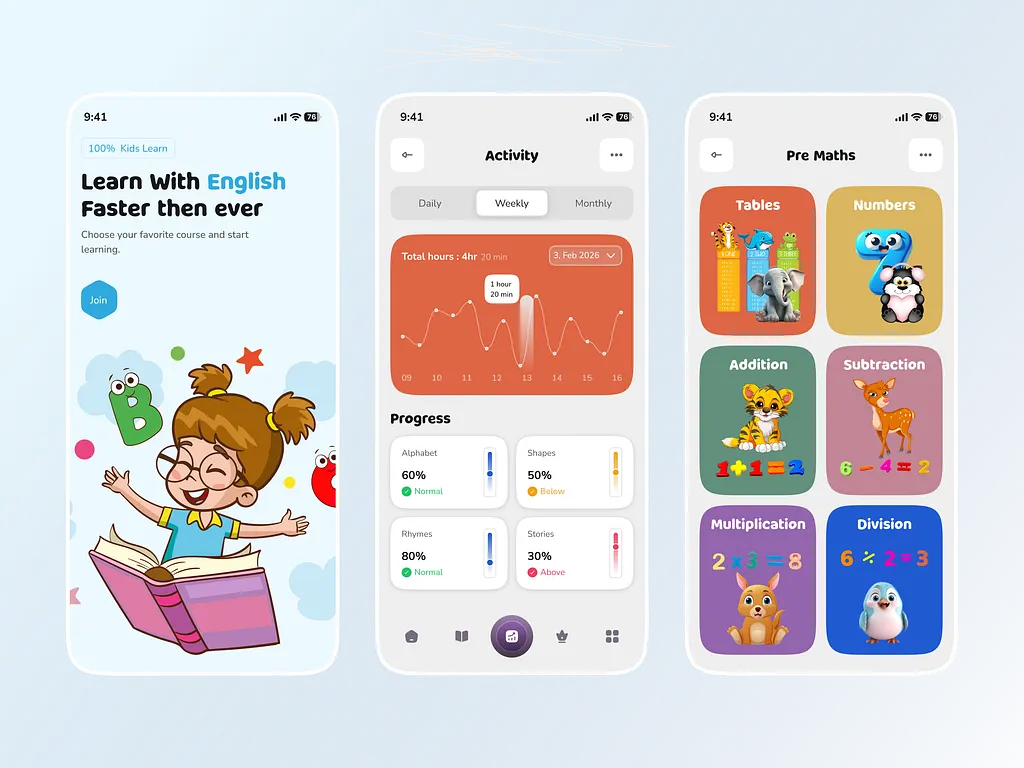 9:41
76
100% Kids Learn
Learn With English
Faster then ever
Choose your favorite course and start
learning.
Join
B
9:41
76
Activity
Daily
Weekly
Monthly
Total hours : 4hr 20 min
3, Feb 2026
1 hour
20 min
09 10 11 12 13 14 15 16
Progress
Alphabet
60%
Normal
Shapes
50%
Below
Rhymes
80%
Normal
Stories
30%
Above
9:41
76
Pre Maths
Tables
Numbers
7
Addition
1+1=2
Subtraction
6 - 4 = 2
Multiplication
2 x 3 = 8
Division
6 ÷ 2 = 3